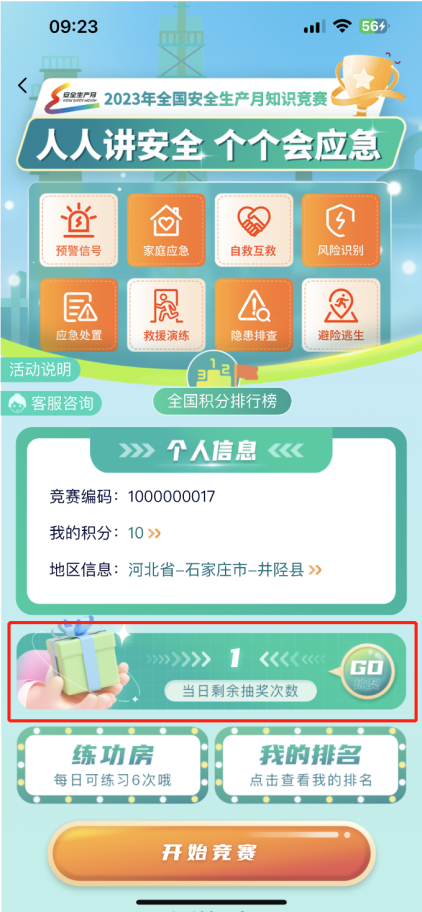 09:23
56
安全生产月
2023年全国安全生产月知识竞赛
人人讲安全 个个会应急
预警信号
家庭应急
自救互救
风险识别
应急处置
救援演练
隐患排查
避险逃生
活动说明
客服咨询
3 1 2
全国积分排行榜
个人信息
竞赛编码：1000000017
我的积分：10
地区信息：河北省-石家庄市-井陉县
1
GO
当日剩余抽奖次数
练功房
每日可练习6次哦
我的排名
点击查看我的排名
开始竞赛